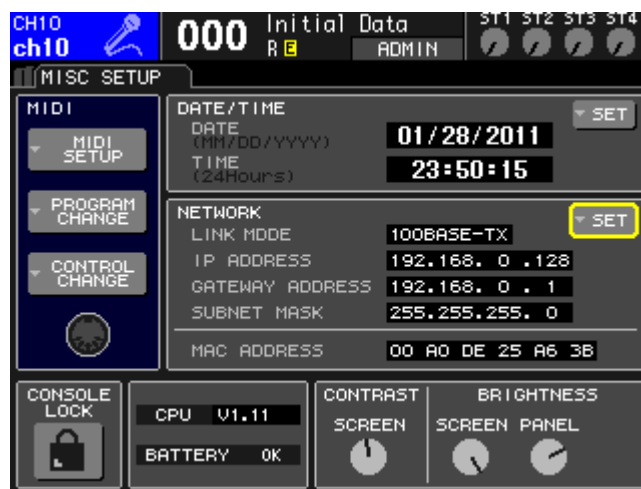 CH10
ch10
000
Initial Data
R E ADMIN
ST1 ST2 ST3 ST4
MISC SETUP
MIDI
MIDI SETUP
PROGRAM CHANGE
CONTROL CHANGE
DATE/TIME
SET
DATE (MM/DD/YYYY) 01/28/2011
TIME (24Hours) 23:50:15
NETWORK
SET
LINK MODE 100BASE-TX
IP ADDRESS 192.168. 0 .128
GATEWAY ADDRESS 192.168. 0 . 1
SUBNET MASK 255.255.255. 0
MAC ADDRESS 00 A0 DE 25 A6 3B
CONSOLE LOCK
CPU V1.11
BATTERY OK
CONTRAST
SCREEN
BRIGHTNESS
SCREEN PANEL